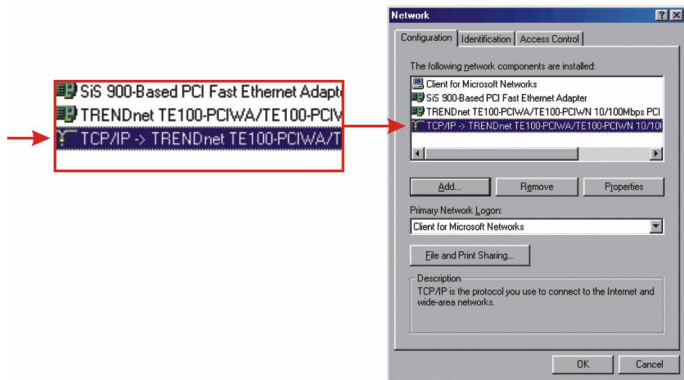 SiS 900-Based PCI Fast Ethernet Adapt
TRENDnet TE100-PCIWA/TE100-PCIW
TCP/IP -> TRENDnet TE100-PCIWA/T
Network
Configuration Identification Access Control
The following network components are installed:
Client for Microsoft Networks
SiS 900-Based PCI Fast Ethernet Adapter
TRENDnet TE100-PCIWA/TE100-PCIWN 10/100Mbps PCI
TCP/IP -> TRENDnet TE100-PCIWA/TE100-PCIWN 10/100
Add... Remove Properties
Primary Network Logon:
Client for Microsoft Networks
File and Print Sharing...
Description
TCP/IP is the protocol you use to connect to the Internet and
wide-area networks.
OK Cancel